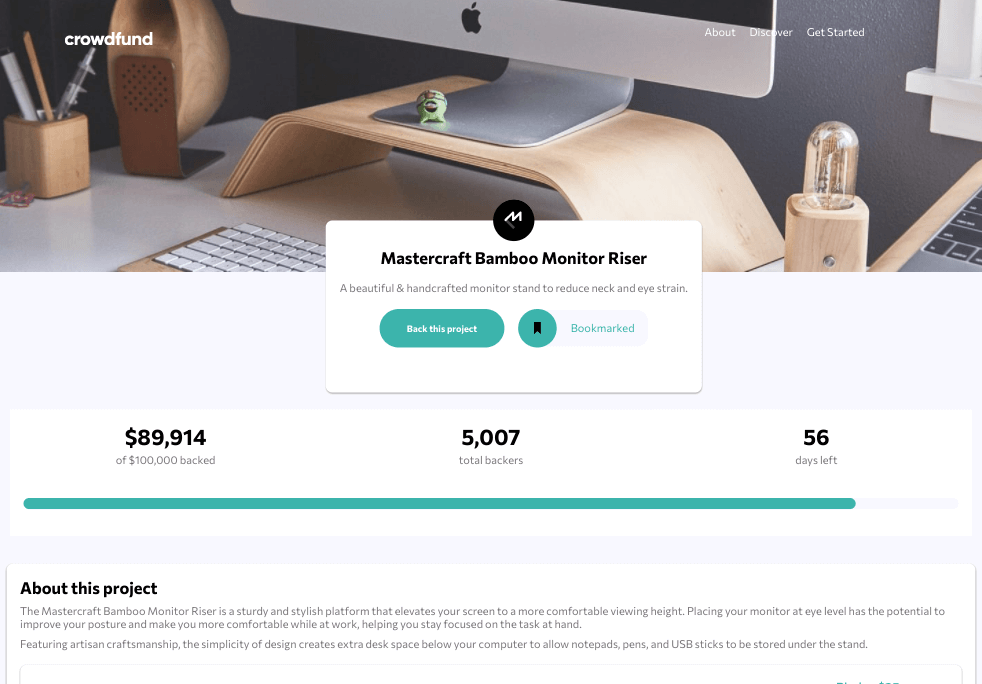 crowdfund
About Discover Get Started
Mastercraft Bamboo Monitor Riser
A beautiful & handcrafted monitor stand to reduce neck and eye strain.
Back this project
Bookmarked
$89,914 5,007 56
of $100,000 backed total backers days left
About this project
The Mastercraft Bamboo Monitor Riser is a sturdy and stylish platform that elevates your screen to a more comfortable viewing height. Placing your monitor at eye level has the potential to
improve your posture and make you more comfortable while at work, helping you stay focused on the task at hand.
Featuring artisan craftsmanship, the simplicity of design creates extra desk space below your computer to allow notepads, pens, and USB sticks to be stored under the stand.